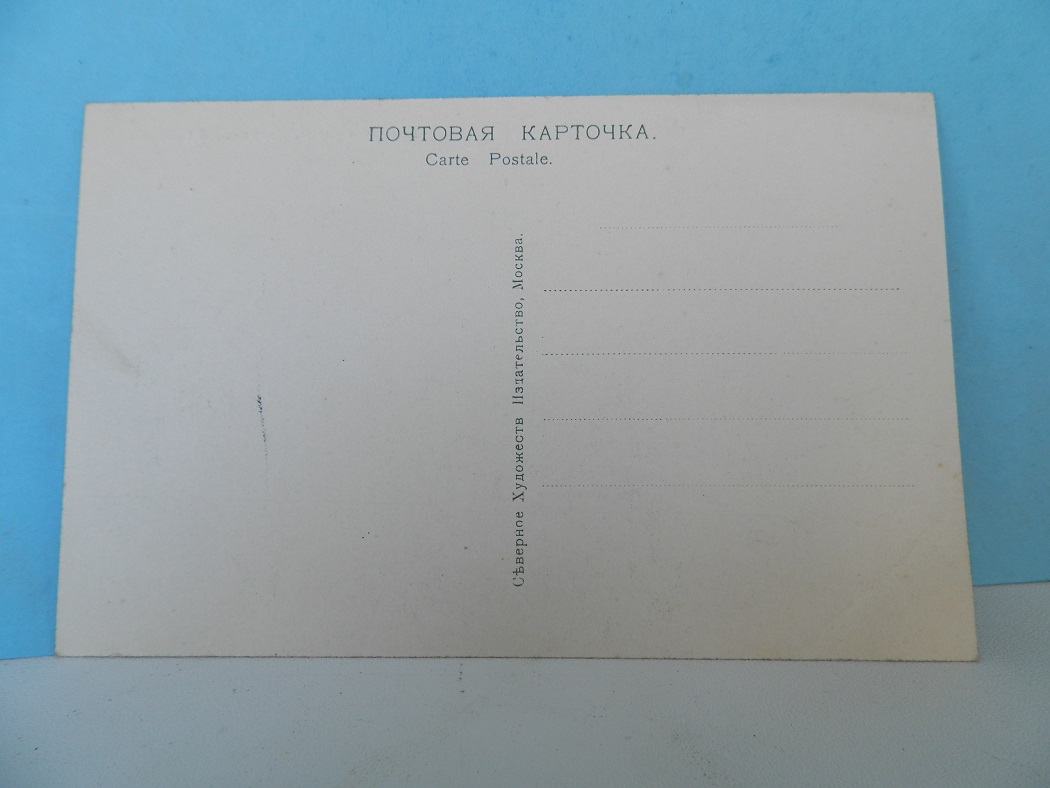 ПОЧТОВАЯ КАРТОЧКА.
Carte Postale.
Сѣверное Художеств Издательство, Москва.